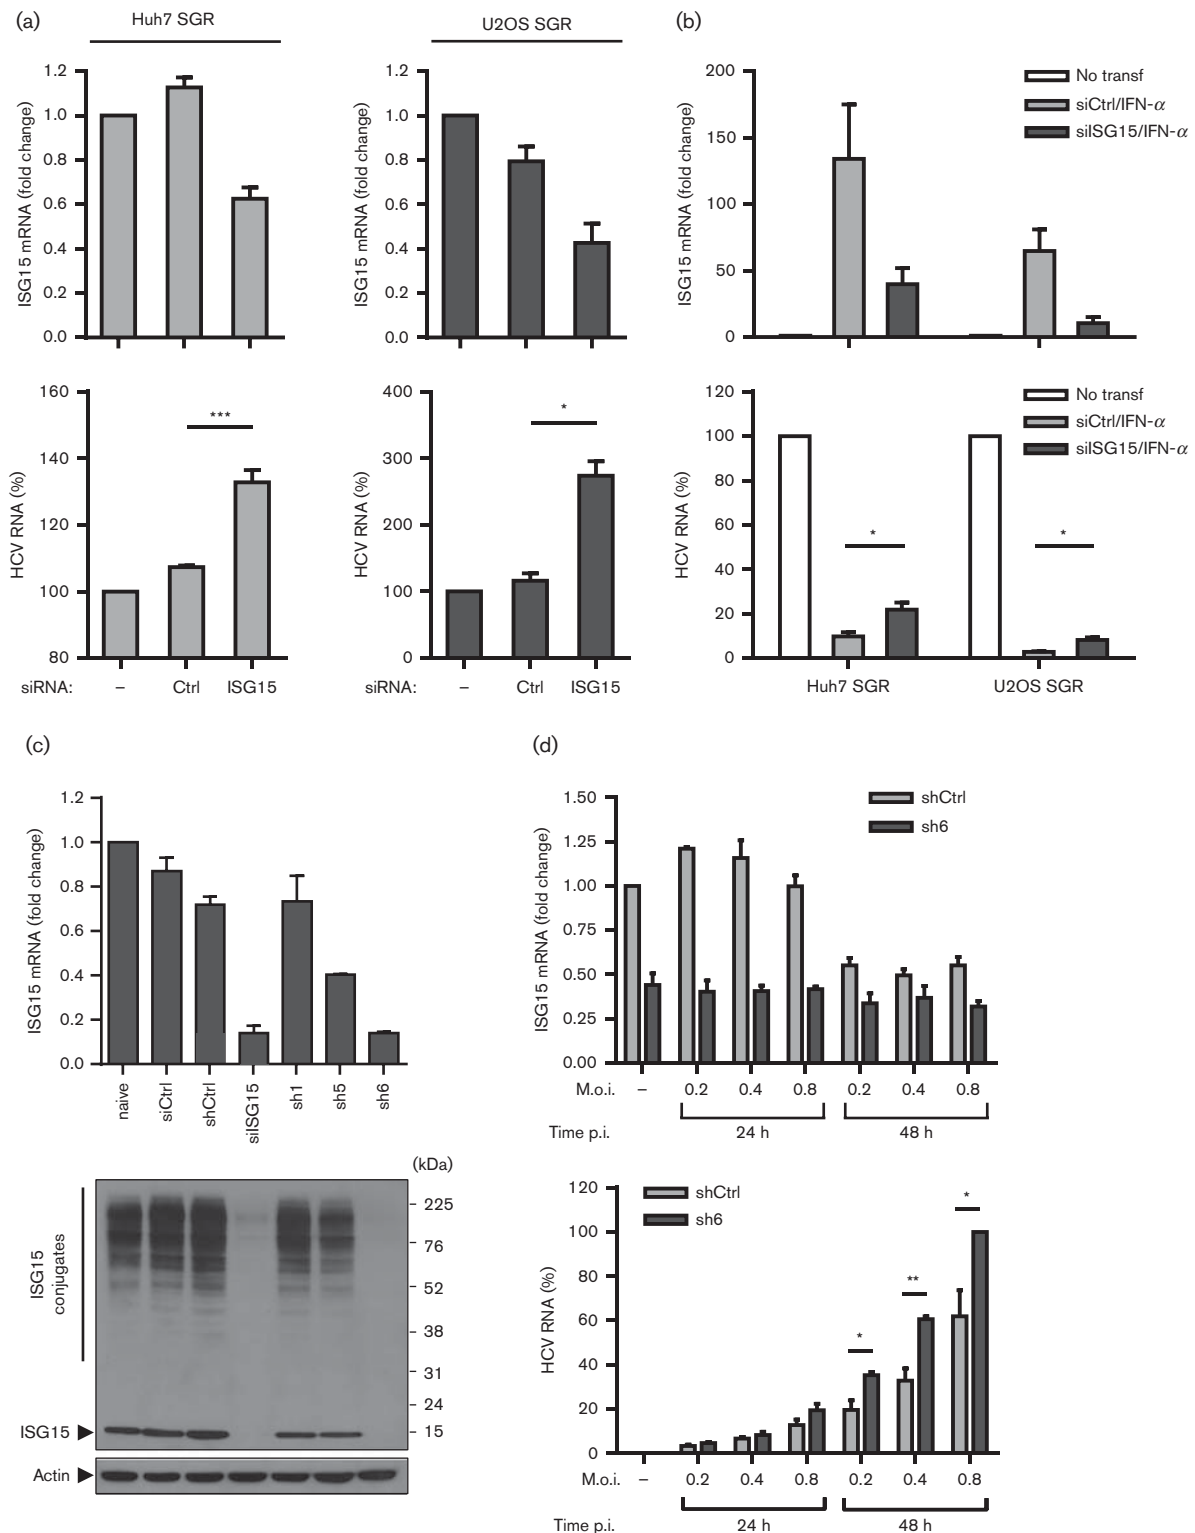 (a)
Huh7 SGR
U2OS SGR
(b)
ISG15 mRNA (fold change)
1.2
1.0
0.8
0.6
0.4
0.2
0.0
ISG15 mRNA (fold change)
1.2
1.0
0.8
0.6
0.4
0.2
0.0
ISG15 mRNA (fold change)
200
150
100
50
0
No transf
siCtrl/IFN-α
siISG15/IFN-α
HCV RNA (%)
160
140
120
100
80
***
siRNA:
–
Ctrl
ISG15
HCV RNA (%)
400
300
200
100
0
*
–
Ctrl
ISG15
HCV RNA (%)
120
100
80
60
40
20
0
No transf
siCtrl/IFN-α
siISG15/IFN-α
*
*
Huh7 SGR
U2OS SGR
(c)
ISG15 mRNA (fold change)
1.2
1.0
0.8
0.6
0.4
0.2
0.0
naive
siCtrl
shCtrl
siISG15
sh1
sh5
sh6
(kDa)
225
76
52
38
31
24
15
ISG15
conjugates
ISG15
Actin
(d)
ISG15 mRNA (fold change)
1.50
1.25
1.00
0.75
0.50
0.25
0.00
shCtrl
sh6
M.o.i.
–
0.2
0.4
0.8
0.2
0.4
0.8
Time p.i.
24 h
48 h
HCV RNA (%)
120
100
80
60
40
20
0
shCtrl
sh6
*
**
*
M.o.i.
–
0.2
0.4
0.8
0.2
0.4
0.8
Time p.i.
24 h
48 h